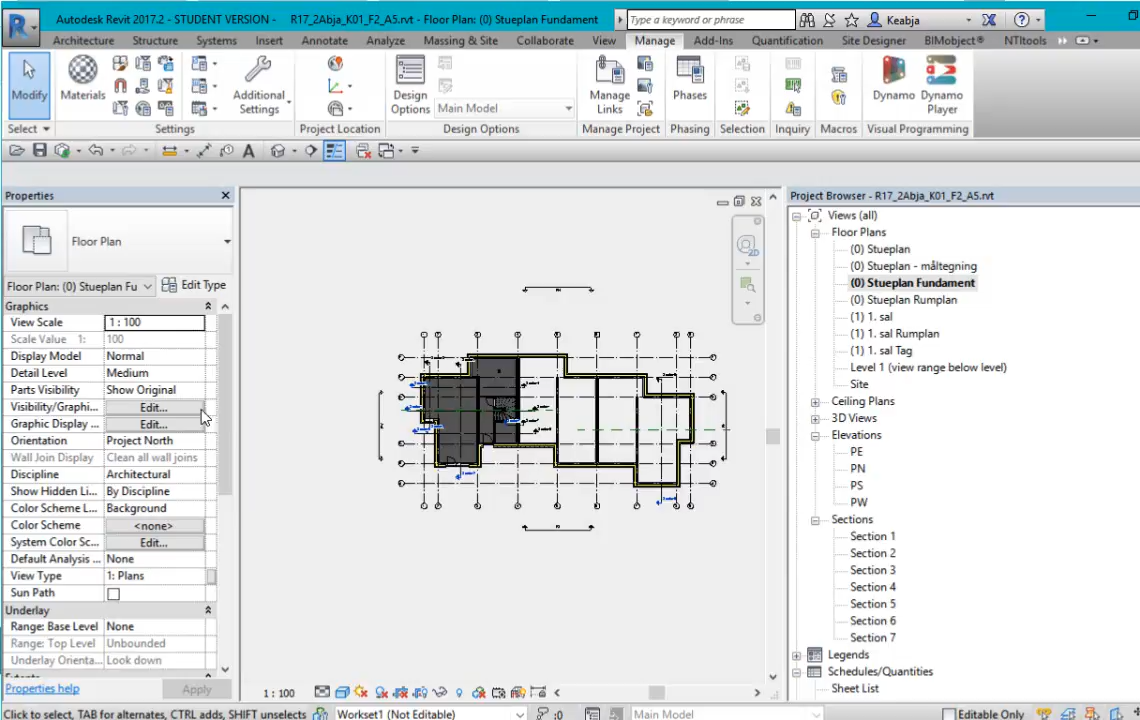 Autodesk Revit 2017.2 - STUDENT VERSION - R17_2Abja_K01_F2_A5.rvt - Floor Plan: (0) Stueplan Fundament
Type a keyword or phrase
Keabja
Architecture Structure Systems Insert Annotate Analyze Massing & Site Collaborate View Manage Add-Ins Quantification Site Designer BIMobject® NTItools
Modify
Materials
Additional Settings
Design Options
Main Model
Manage Links
Phases
Dynamo
Dynamo Player
Select Settings Project Location Design Options Manage Project Phasing Selection Inquiry Macros Visual Programming
Properties
Floor Plan
Floor Plan: (0) Stueplan Fu Edit Type
Graphics
View Scale 1 : 100
Scale Value 1: 100
Display Model Normal
Detail Level Medium
Parts Visibility Show Original
Visibility/Graphi... Edit...
Graphic Display ... Edit...
Orientation Project North
Wall Join Display Clean all wall joins
Discipline Architectural
Show Hidden Li... By Discipline
Color Scheme L... Background
Color Scheme <none>
System Color Sc... Edit...
Default Analysis ... None
View Type 1: Plans
Sun Path
Underlay
Range: Base Level None
Range: Top Level Unbounded
Underlay Orienta... Look down
Properties help Apply
2D
1 : 100
Project Browser - R17_2Abja_K01_F2_A5.rvt
Views (all)
Floor Plans
(0) Stueplan
(0) Stueplan - måltegning
(0) Stueplan Fundament
(0) Stueplan Rumplan
(1) 1. sal
(1) 1. sal Rumplan
(1) 1. sal Tag
Level 1 (view range below level)
Site
Ceiling Plans
3D Views
Elevations
PE
PN
PS
PW
Sections
Section 1
Section 2
Section 3
Section 4
Section 5
Section 6
Section 7
Legends
Schedules/Quantities
Sheet List
Click to select, TAB for alternates, CTRL adds, SHIFT unselects Workset1 (Not Editable) :0 Main Model Editable Only